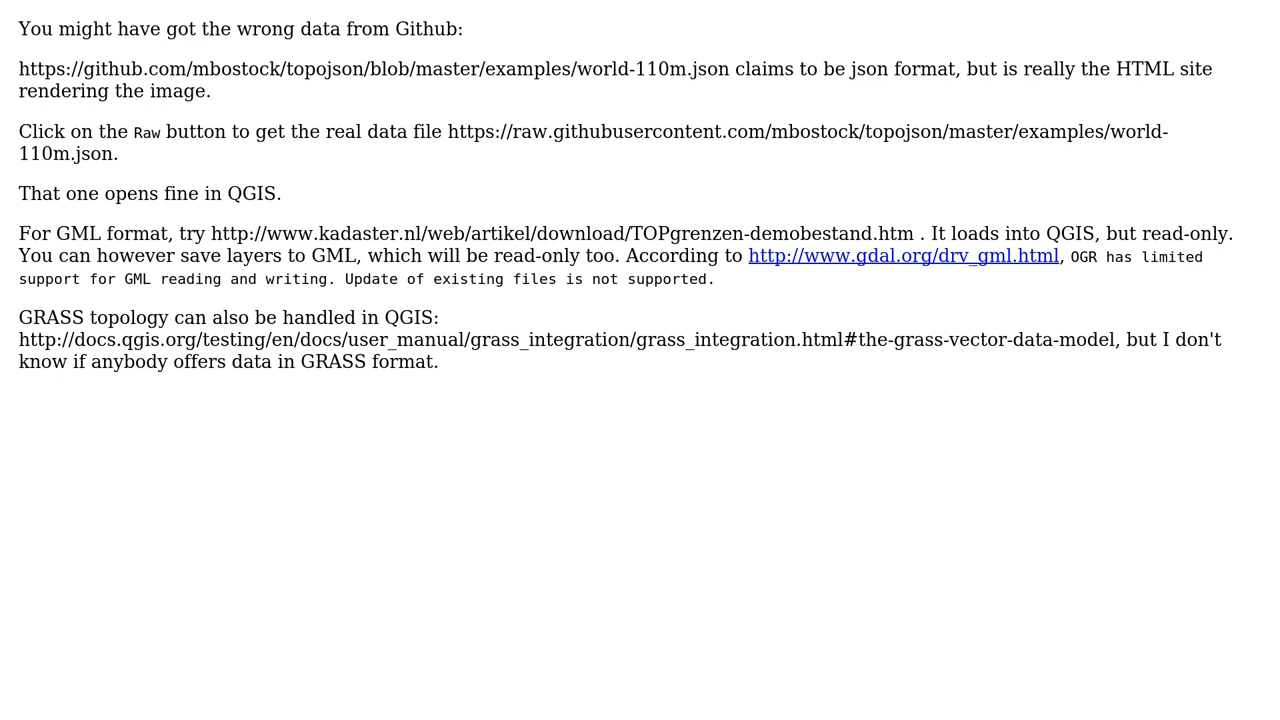 You might have got the wrong data from Github:
https://github.com/mbostock/topojson/blob/master/examples/world-110m.json claims to be json format, but is really the HTML site
rendering the image.
Click on the Raw button to get the real data file https://raw.githubusercontent.com/mbostock/topojson/master/examples/world-
110m.json.
That one opens fine in QGIS.
For GML format, try http://www.kadaster.nl/web/artikel/download/TOPgrenzen-demobestand.htm . It loads into QGIS, but read-only.
You can however save layers to GML, which will be read-only too. According to http://www.gdal.org/drv_gml.html, OGR has limited
support for GML reading and writing. Update of existing files is not supported.
GRASS topology can also be handled in QGIS:
http://docs.qgis.org/testing/en/docs/user_manual/grass_integration/grass_integration.html#the-grass-vector-data-model, but I don't
know if anybody offers data in GRASS format.